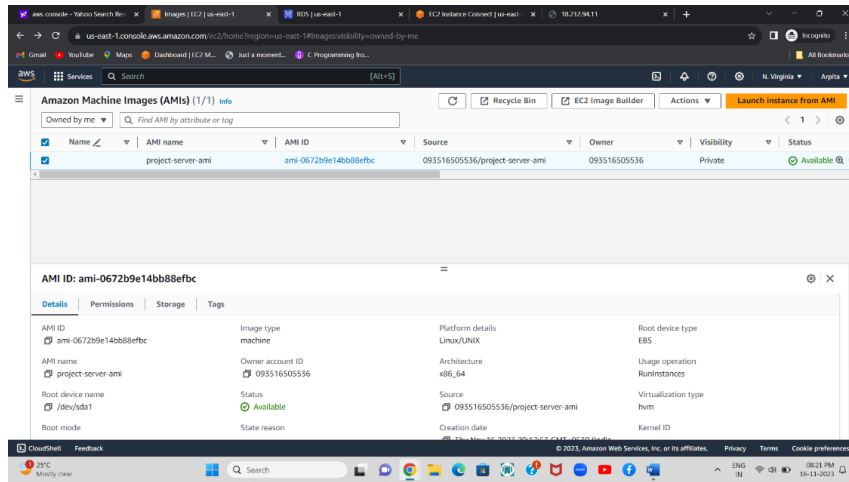 aws console - Yahoo Search Res
Images | EC2 | us-east-1
RDS | us-east-1
EC2 Instance Connect | us-east-
18.212.94.11
us-east-1.console.aws.amazon.com/ec2/home?region=us-east-1#Images:visibility=owned-by-me
Incognito
Gmail YouTube Maps Dashboard | EC2 M... Just a moment... C Programming fro...
All Bookmarks
aws Services Search [Alt+S] N. Virginia Arpita
Amazon Machine Images (AMIs) (1/1) Info
Recycle Bin EC2 Image Builder Actions Launch instance from AMI
Owned by me Find AMI by attribute or tag 1
Name AMI name AMI ID Source Owner Visibility Status
project-server-ami ami-0672b9e14bb88efbc 093516505536/project-server-ami 093516505536 Private Available
AMI ID: ami-0672b9e14bb88efbc
Details Permissions Storage Tags
AMI ID Image type Platform details Root device type
ami-0672b9e14bb88efbc machine Linux/UNIX EBS
AMI name Owner account ID Architecture Usage operation
project-server-ami 093516505536 x86_64 RunInstances
Root device name Status Source Virtualization type
/dev/sda1 Available 093516505536/project-server-ami hvm
Boot mode State reason Creation date Kernel ID
CloudShell Feedback © 2023, Amazon Web Services, Inc. or its affiliates. Privacy Terms Cookie preferences
25°C
Mostly clear
Search
ENG
IN
08:21 PM
16-11-2023